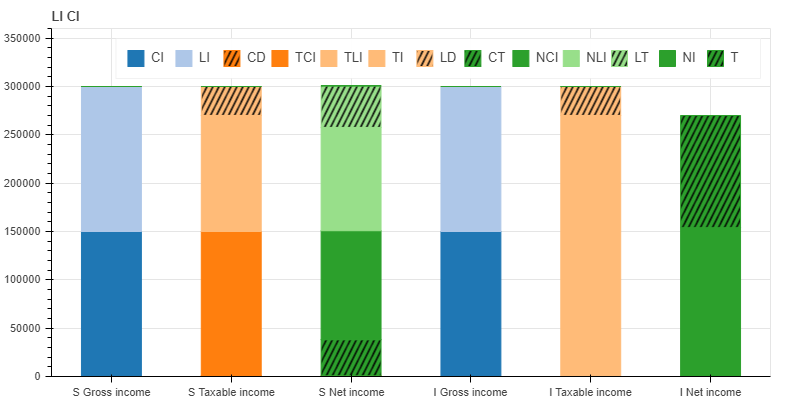 LI CI
CI LI CD TCI TLI TI LD CT NCI NLI LT NI T
350000
300000
250000
200000
150000
100000
50000
0
S Gross income S Taxable income S Net income I Gross income I Taxable income I Net income